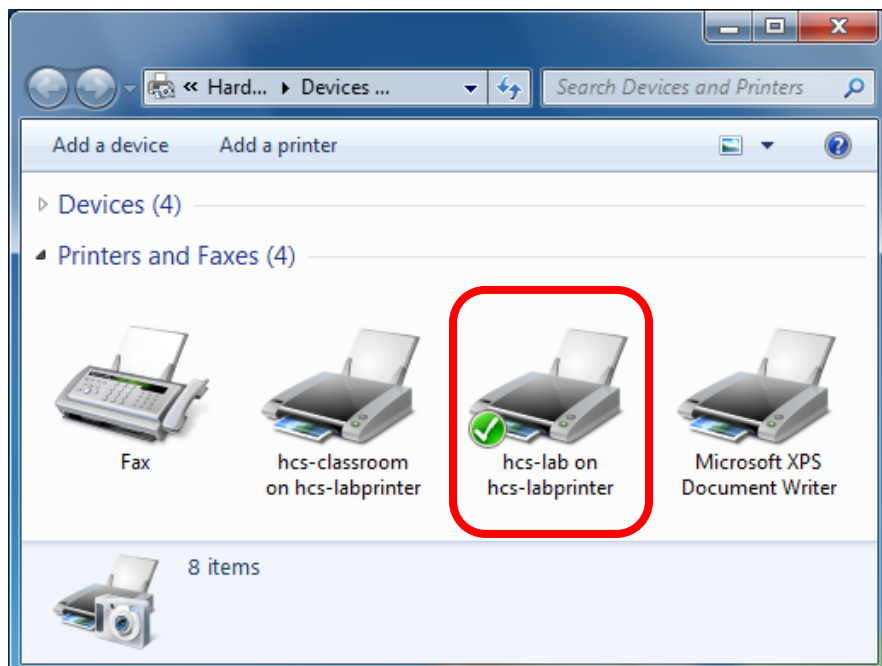 « Hard... ▸ Devices ...
Search Devices and Printers
Add a device
Add a printer
Devices (4)
Printers and Faxes (4)
Fax
hcs-classroom
on hcs-labprinter
hcs-lab on
hcs-labprinter
Microsoft XPS
Document Writer
8 items